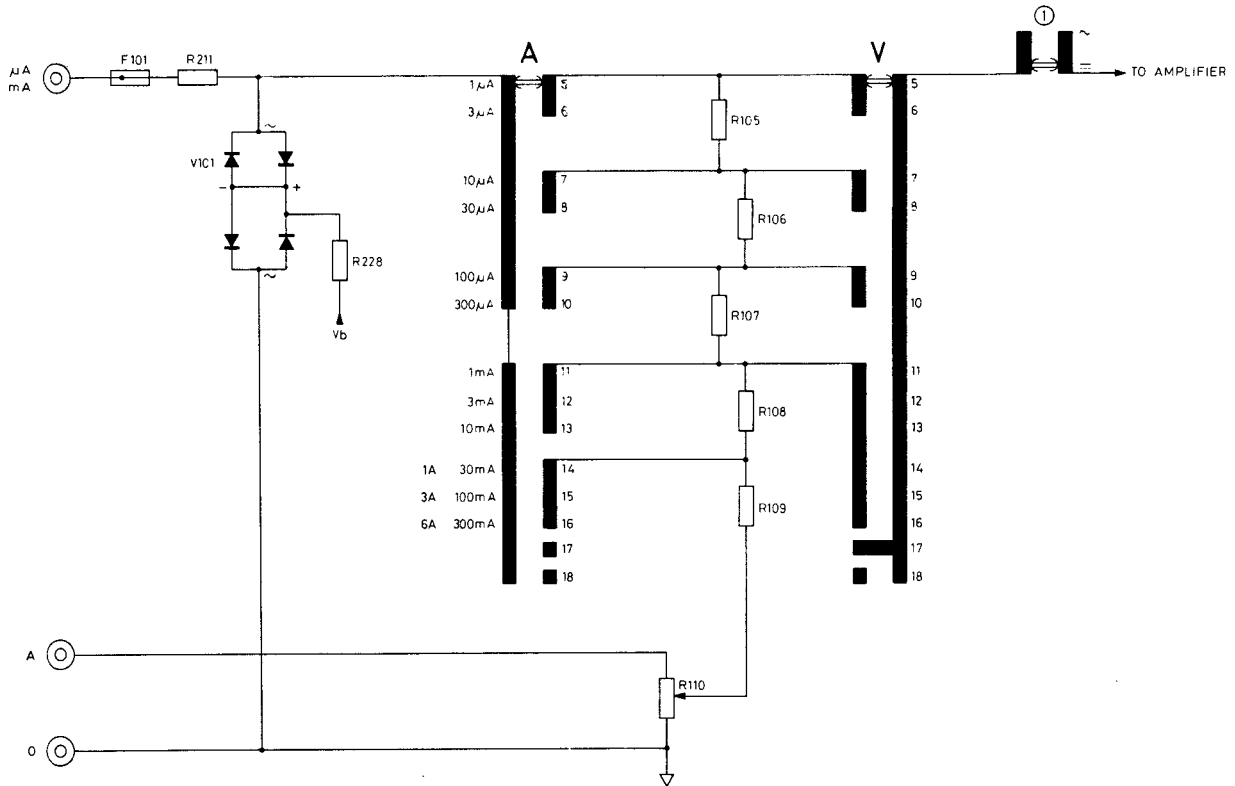 ①
A
V
~
μA
mA
F101
R211
TO AMPLIFIER
1μA
5
5
3μA
6
6
R105
~
V101
10μA
7
7
30μA
8
8
- +
R106
R228
100μA
9
9
300μA
10
10
R107
~
Vb
1mA
11
11
3mA
12
12
R108
10mA
13
13
1A 30mA
14
14
3A 100mA
15
15
R109
6A 300mA
16
16
17
17
18
18
A
R110
0